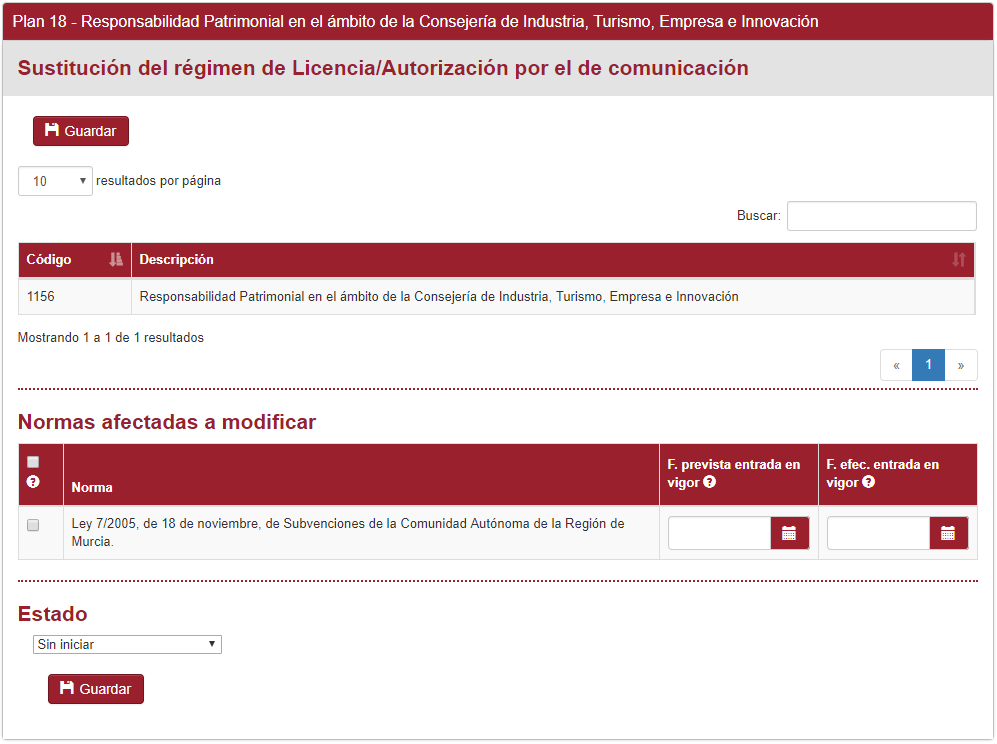 Plan 18 - Responsabilidad Patrimonial en el ámbito de la Consejería de Industria, Turismo, Empresa e Innovación
Sustitución del régimen de Licencia/Autorización por el de comunicación
Guardar
10 resultados por página
Buscar:
Código Descripción
1156 Responsabilidad Patrimonial en el ámbito de la Consejería de Industria, Turismo, Empresa e Innovación
Mostrando 1 a 1 de 1 resultados
« 1 »
Normas afectadas a modificar
Norma
F. prevista entrada en
vigor
F. efec. entrada en
vigor
Ley 7/2005, de 18 de noviembre, de Subvenciones de la Comunidad Autónoma de la Región de
Murcia.
Estado
Sin iniciar
Guardar